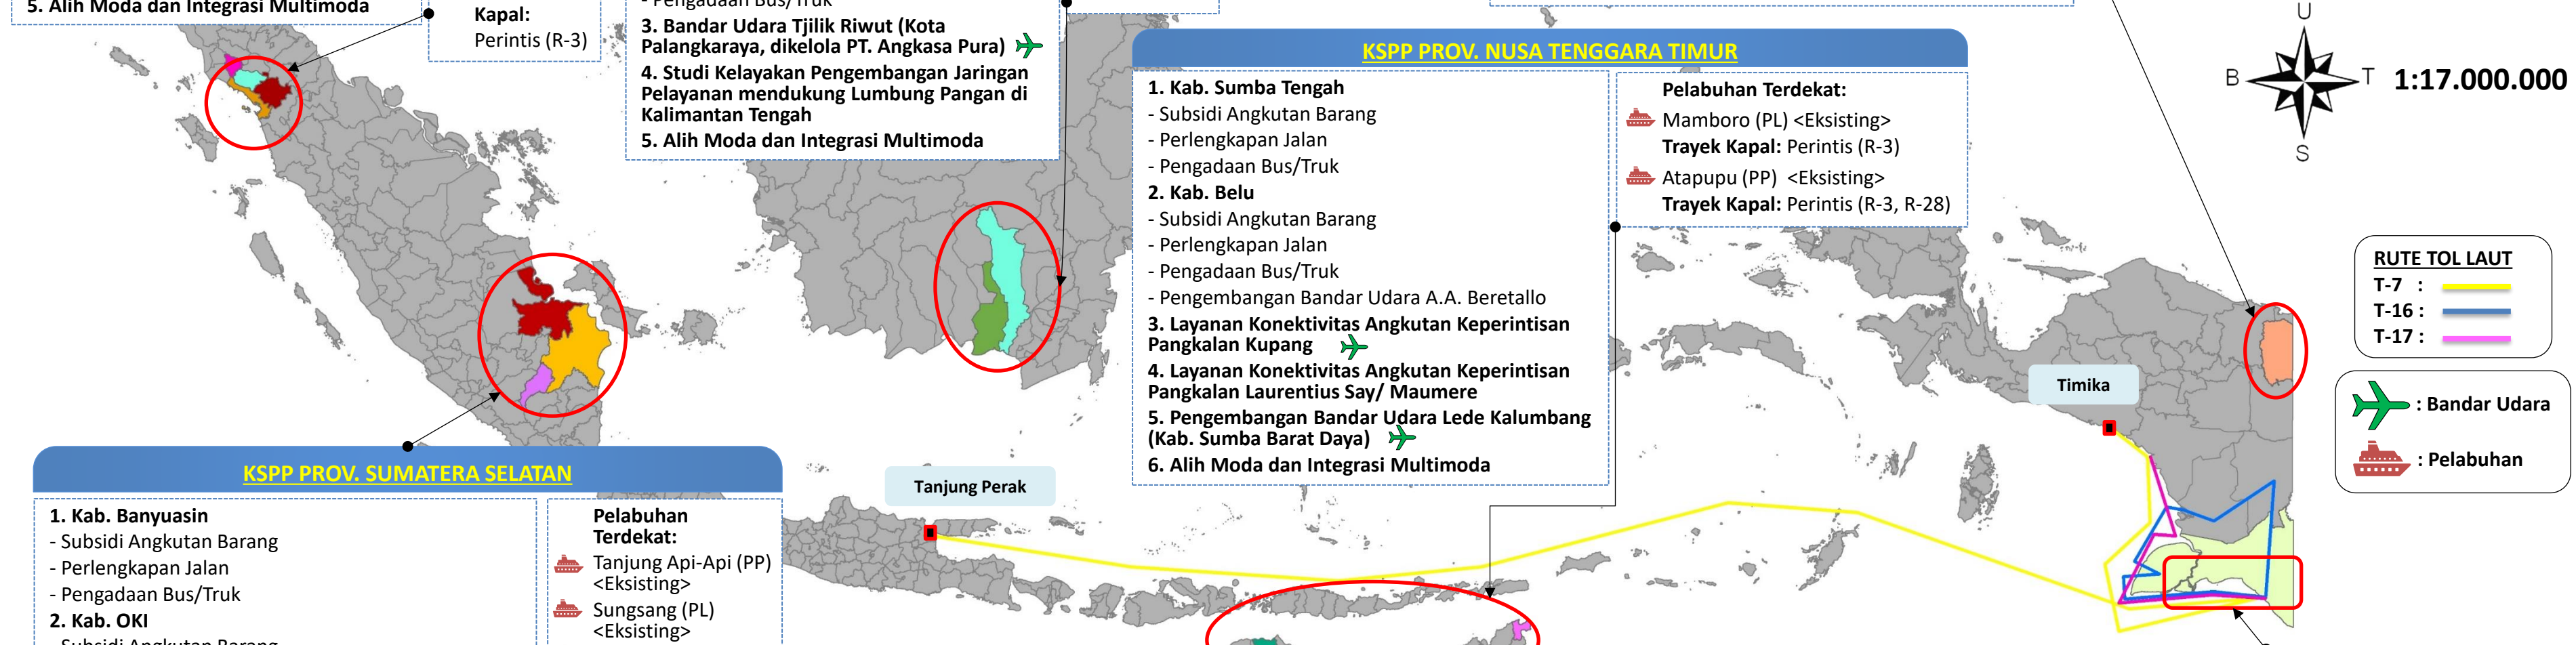 5. Alih Moda dan Integrasi Multimoda
Kapal:
Perintis (R-3)
- Pengadaan Bus/Truk
3. Bandar Udara Tjilik Riwut (Kota
Palangkaraya, dikelola PT. Angkasa Pura)
4. Studi Kelayakan Pengembangan Jaringan
Pelayanan mendukung Lumbung Pangan di
Kalimantan Tengah
5. Alih Moda dan Integrasi Multimoda
KSPP PROV. NUSA TENGGARA TIMUR
1. Kab. Sumba Tengah
- Subsidi Angkutan Barang
- Perlengkapan Jalan
- Pengadaan Bus/Truk
2. Kab. Belu
- Subsidi Angkutan Barang
- Perlengkapan Jalan
- Pengadaan Bus/Truk
- Pengembangan Bandar Udara A.A. Beretallo
3. Layanan Konektivitas Angkutan Keperintisan
Pangkalan Kupang
4. Layanan Konektivitas Angkutan Keperintisan
Pangkalan Laurentius Say/ Maumere
5. Pengembangan Bandar Udara Lede Kalumbang
(Kab. Sumba Barat Daya)
6. Alih Moda dan Integrasi Multimoda
Pelabuhan Terdekat:
Mamboro (PL) <Eksisting>
Trayek Kapal: Perintis (R-3)
Atapupu (PP) <Eksisting>
Trayek Kapal: Perintis (R-3, R-28)
U
B
T
S
1:17.000.000
RUTE TOL LAUT
T-7 :
T-16 :
T-17 :
: Bandar Udara
: Pelabuhan
Timika
Tanjung Perak
KSPP PROV. SUMATERA SELATAN
1. Kab. Banyuasin
- Subsidi Angkutan Barang
- Perlengkapan Jalan
- Pengadaan Bus/Truk
2. Kab. OKI
- Subsidi Angkutan Barang
Pelabuhan
Terdekat:
Tanjung Api-Api (PP)
<Eksisting>
Sungsang (PL)
<Eksisting>